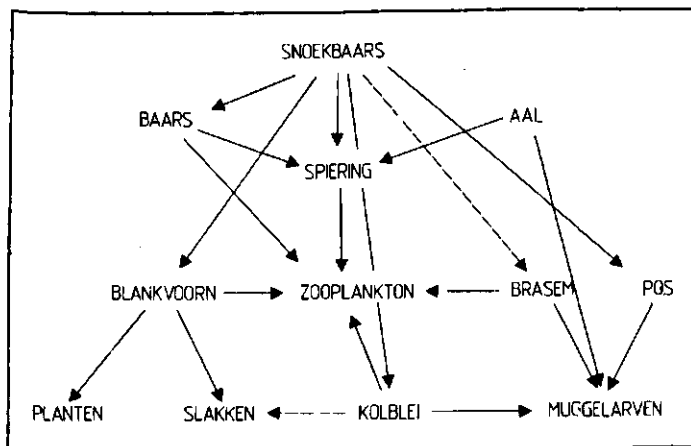 SNOEKBAARS
BAARS
AAL
SPIERING
BLANKVOORN
ZOOPLANKTON
BRASEM
POS
PLANTEN
SLAKKEN
KOLBLEI
MUGGELARVEN